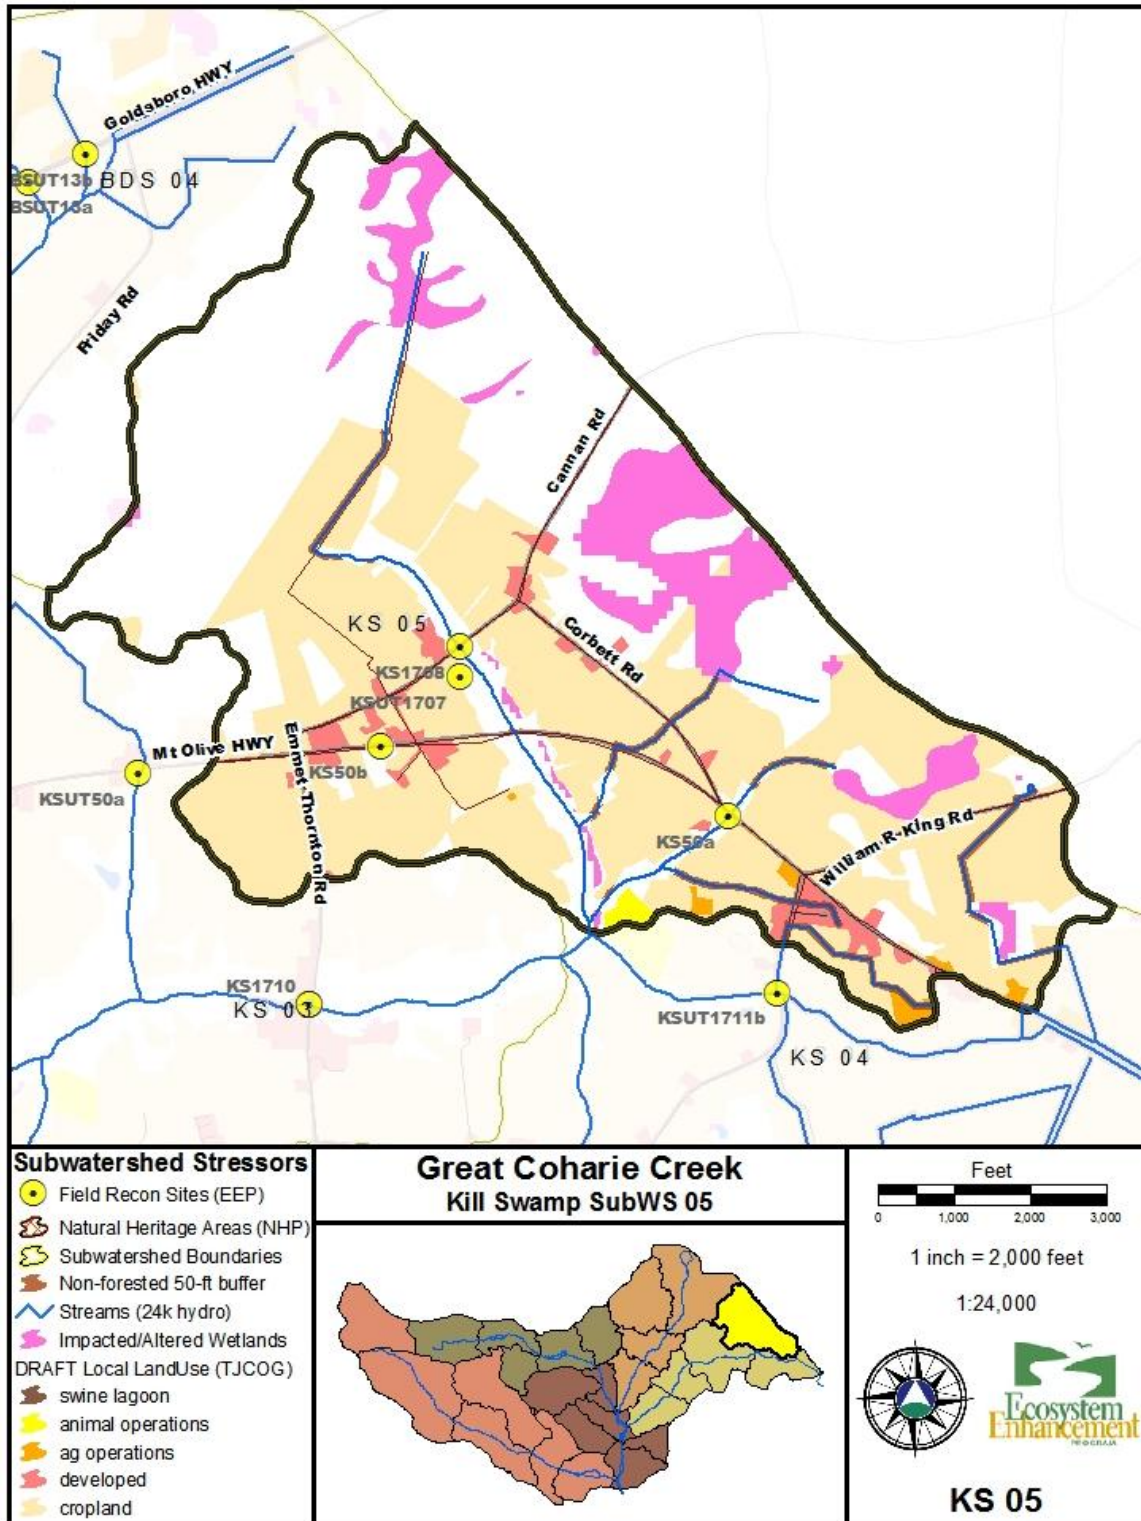 Goldsboro HWY
BSUT13b
BDS 04
Friday Rd
Cannan Rd
KS 05
Corbett Rd
KS1708
KSUT1707
Mt Olive HWY
Emmet Thornton Rd
KS50b
KSUT50a
KS50a
William R King Rd
KS1710
KSUT1711b
KS 04
Subwatershed Stressors
Field Recon Sites (EEP)
Natural Heritage Areas (NHP)
Subwatershed Boundaries
Non-forested 50-ft buffer
Streams (24k hydro)
Impacted/Altered Wetlands
DRAFT Local LandUse (TJCOG)
swine lagoon
animal operations
ag operations
developed
cropland
Great Coharie Creek
Kill Swamp SubWS 05
Feet
0 1,000 2,000 3,000
1 inch = 2,000 feet
1:24,000
Ecosystem
Enhancement
PROGRAM
KS 05